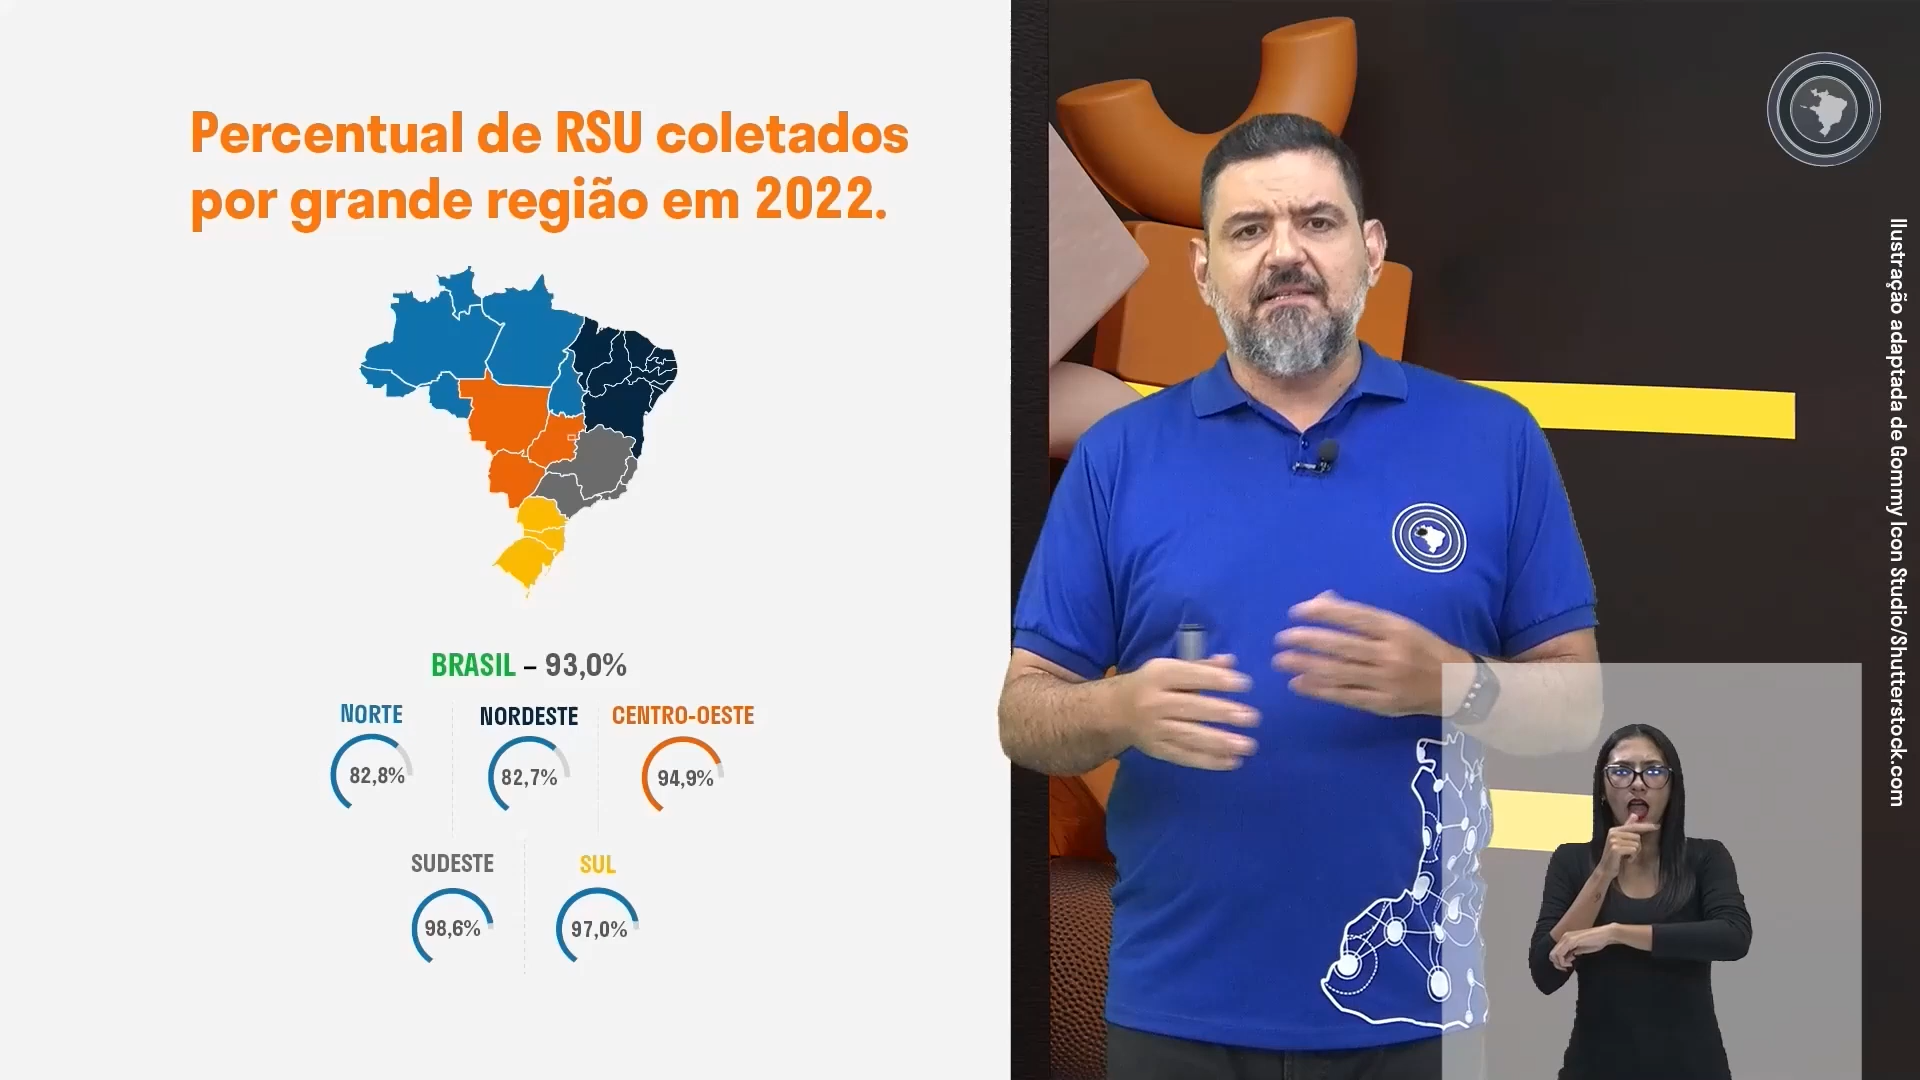 Percentual de RSU coletados
por grande região em 2022.
BRASIL – 93,0%
NORTE
82,8%
NORDESTE
82,7%
CENTRO-OESTE
94,9%
SUDESTE
98,6%
SUL
97,0%
Ilustração adaptada de Gommy Icon Studio/Shutterstock.com